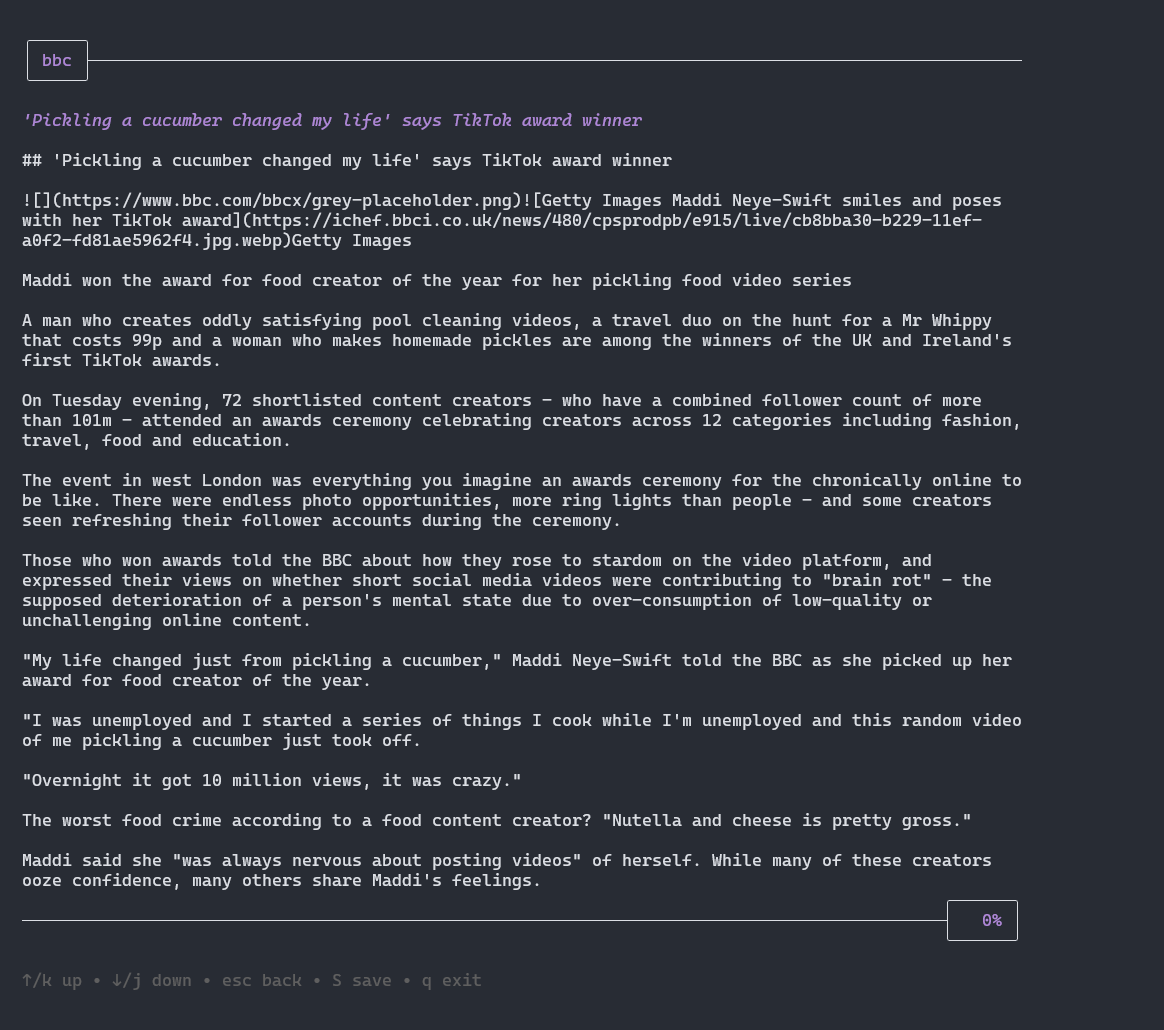 bbc
'Pickling a cucumber changed my life' says TikTok award winner
## 'Pickling a cucumber changed my life' says TikTok award winner
![](https://www.bbc.com/bbcx/grey-placeholder.png)![Getty Images Maddi Neye-Swift smiles and poses
with her TikTok award](https://ichef.bbci.co.uk/news/480/cpsprodpb/e915/live/cb8bba30-b229-11ef-
a0f2-fd81ae5962f4.jpg.webp)Getty Images
Maddi won the award for food creator of the year for her pickling food video series
A man who creates oddly satisfying pool cleaning videos, a travel duo on the hunt for a Mr Whippy
that costs 99p and a woman who makes homemade pickles are among the winners of the UK and Ireland's
first TikTok awards.
On Tuesday evening, 72 shortlisted content creators – who have a combined follower count of more
than 101m – attended an awards ceremony celebrating creators across 12 categories including fashion,
travel, food and education.
The event in west London was everything you imagine an awards ceremony for the chronically online to
be like. There were endless photo opportunities, more ring lights than people – and some creators
seen refreshing their follower accounts during the ceremony.
Those who won awards told the BBC about how they rose to stardom on the video platform, and
expressed their views on whether short social media videos were contributing to "brain rot" – the
supposed deterioration of a person's mental state due to over-consumption of low-quality or
unchallenging online content.
"My life changed just from pickling a cucumber," Maddi Neye-Swift told the BBC as she picked up her
award for food creator of the year.
"I was unemployed and I started a series of things I cook while I'm unemployed and this random video
of me pickling a cucumber just took off.
"Overnight it got 10 million views, it was crazy."
The worst food crime according to a food content creator? "Nutella and cheese is pretty gross."
Maddi said she "was always nervous about posting videos" of herself. While many of these creators
ooze confidence, many others share Maddi's feelings.
0%
↑/k up • ↓/j down • esc back • S save • q exit